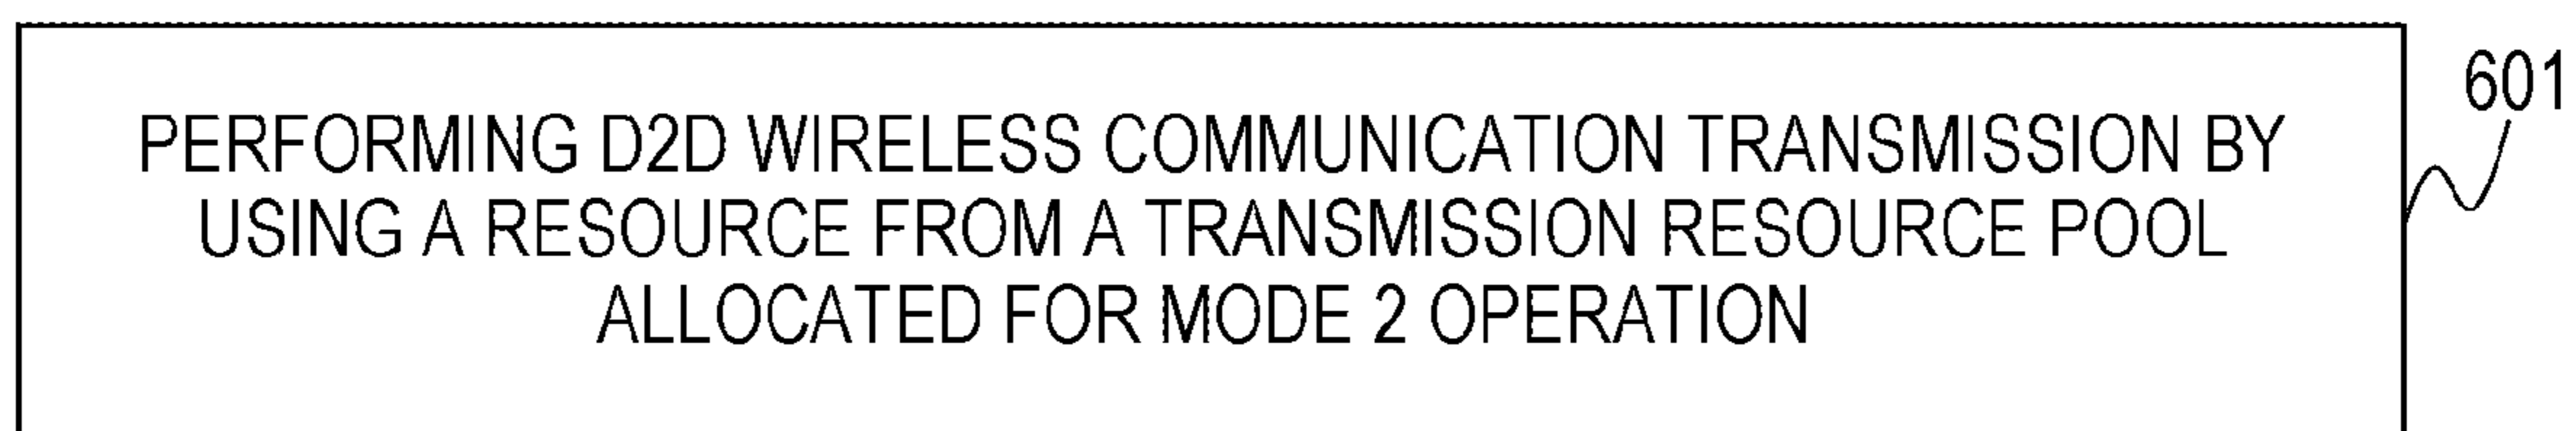 601
PERFORMING D2D WIRELESS COMMUNICATION TRANSMISSION BY
USING A RESOURCE FROM A TRANSMISSION RESOURCE POOL
ALLOCATED FOR MODE 2 OPERATION